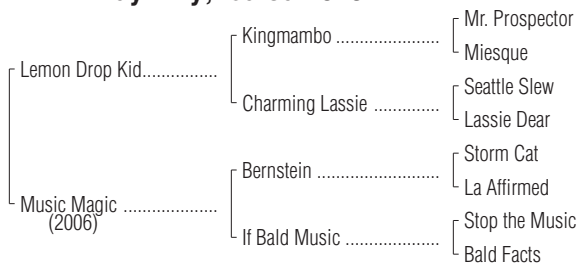 Kingmambo ....................... Mr. Prospector
Miesque
Lemon Drop Kid................
Charming Lassie .............. Seattle Slew
Lassie Dear
Bernstein ........................... Storm Cat
La Affirmed
Music Magic ....................
(2006)
If Bald Music .................... Stop the Music
Bald Facts